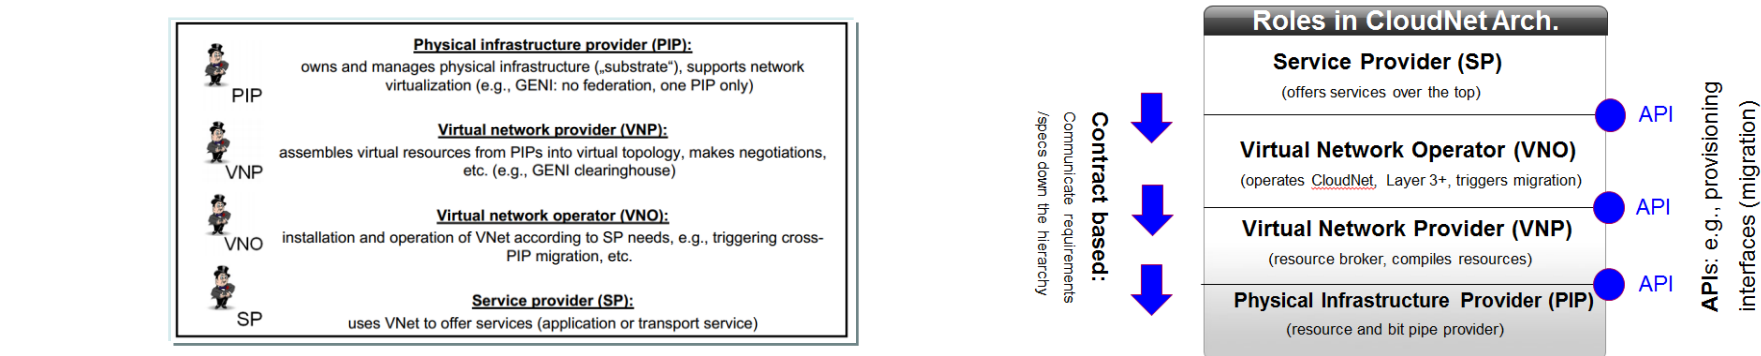 Physical infrastructure provider (PIP):
owns and manages physical infrastructure („substrate“), supports network
virtualization (e.g., GENI: no federation, one PIP only)
PIP
Virtual network provider (VNP):
assembles virtual resources from PIPs into virtual topology, makes negotiations,
etc. (e.g., GENI clearinghouse)
VNP
Virtual network operator (VNO):
installation and operation of VNet according to SP needs, e.g., triggering cross-
PIP migration, etc.
VNO
Service provider (SP):
uses VNet to offer services (application or transport service)
SP
Contract based:
Communicate requirements
/specs down the hierarchy
Roles in CloudNet Arch.
Service Provider (SP)
(offers services over the top)
API
Virtual Network Operator (VNO)
(operates CloudNet, Layer 3+, triggers migration)
API
Virtual Network Provider (VNP)
(resource broker, compiles resources)
API
Physical Infrastructure Provider (PIP)
(resource and bit pipe provider)
APIs: e.g., provisioning
interfaces (migration)